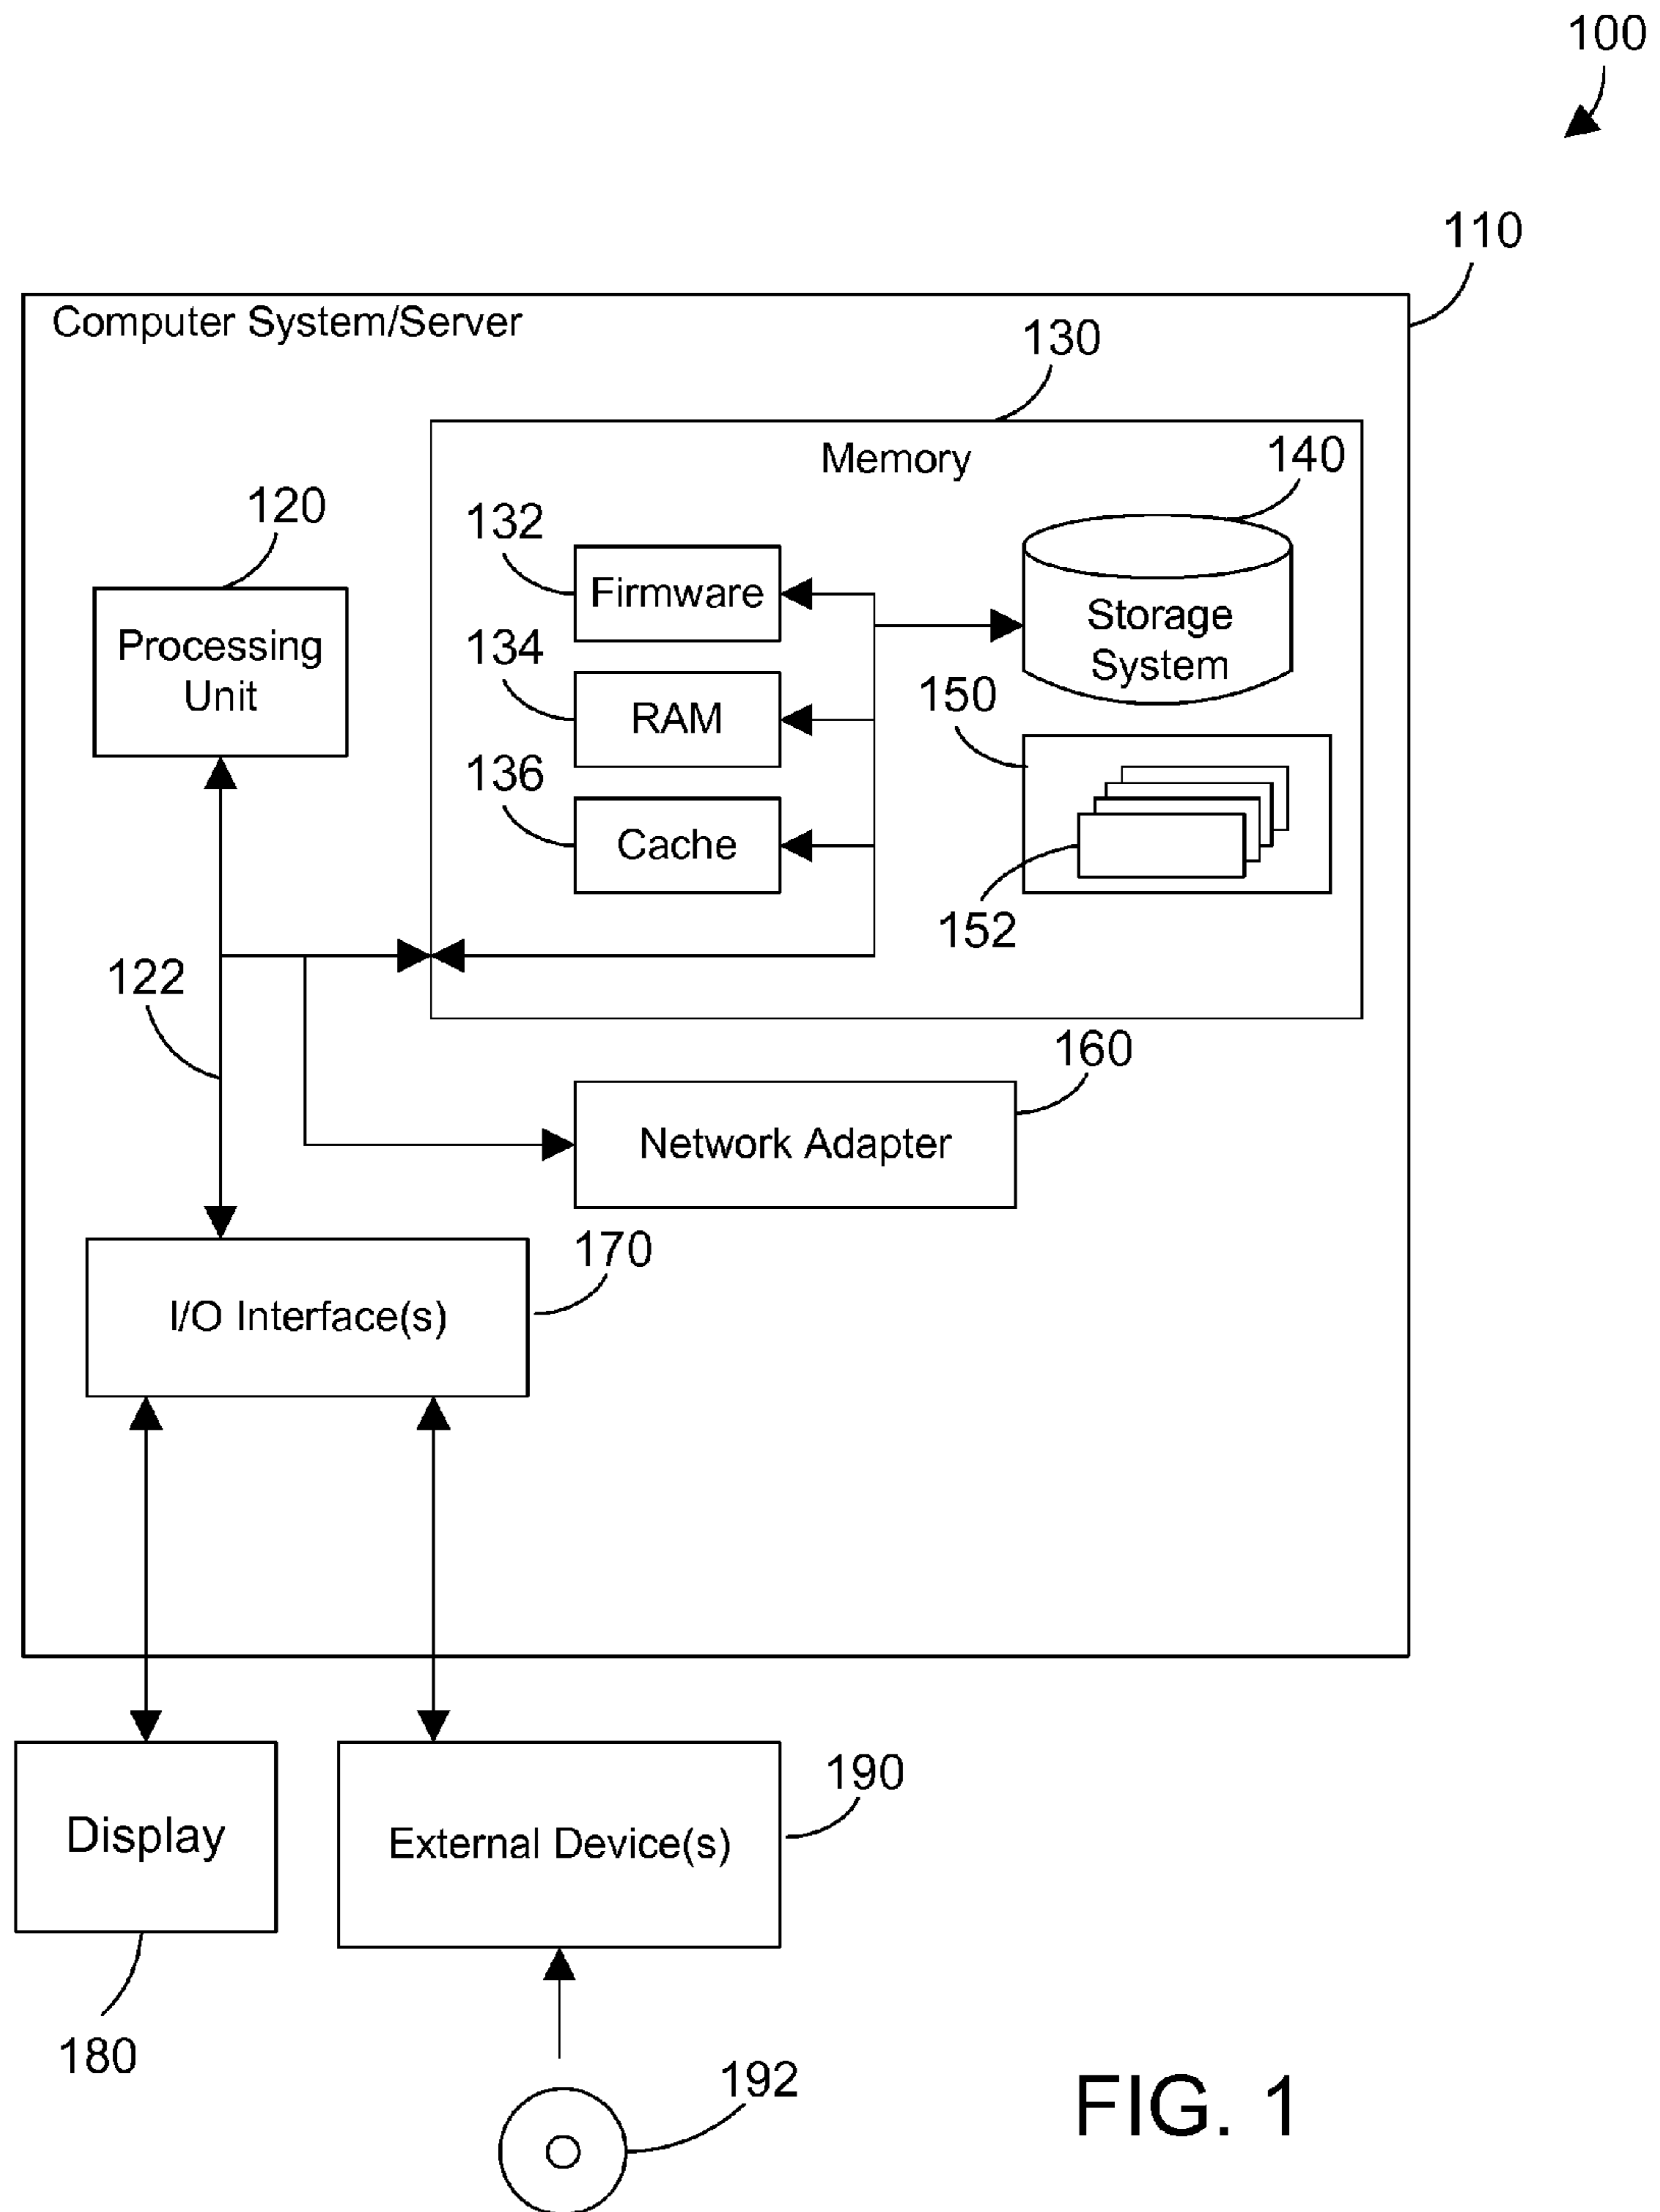 100
110
Computer System/Server
130
Memory
140
120
132
Firmware
Processing
Unit
134
Storage
System
RAM
150
136
Cache
152
122
160
Network Adapter
170
I/O Interface(s)
190
Display
External Device(s)
180
192
FIG. 1